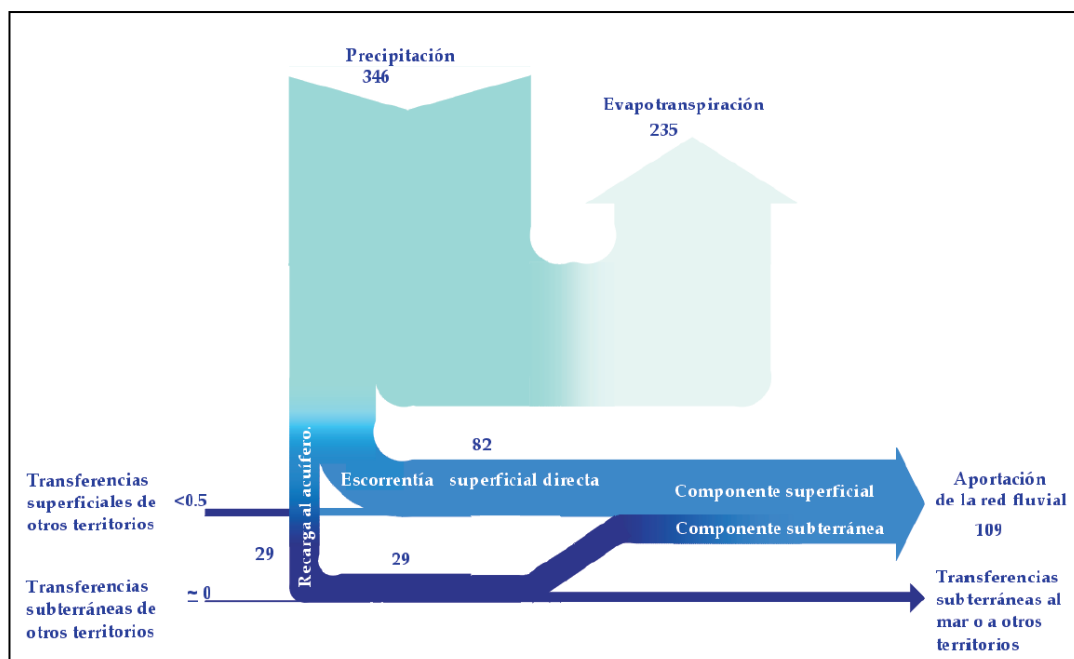 Precipitación
346
Evapotranspiración
235
82
Escorrentía superficial directa
Componente superficial
Componente subterránea
Recarga al acuífero.
Transferencias
superficiales de
otros territorios
<0.5
29
29
Transferencias
subterráneas de
otros territorios
≃ 0
Aportación
de la red fluvial
109
Transferencias
subterráneas al
mar o a otros
territorios